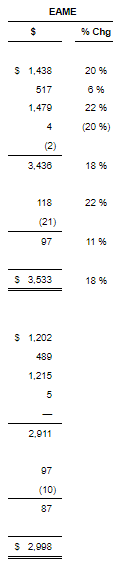 EAME
$ % Chg
$ 1,438 20 %
517 6 %
1,479 22 %
4 (20 %)
(2)
3,436 18 %
118 22 %
(21)
97 11 %
$ 3,533 18 %
$ 1,202
489
1,215
5
—
2,911
97
(10)
87
$ 2,998